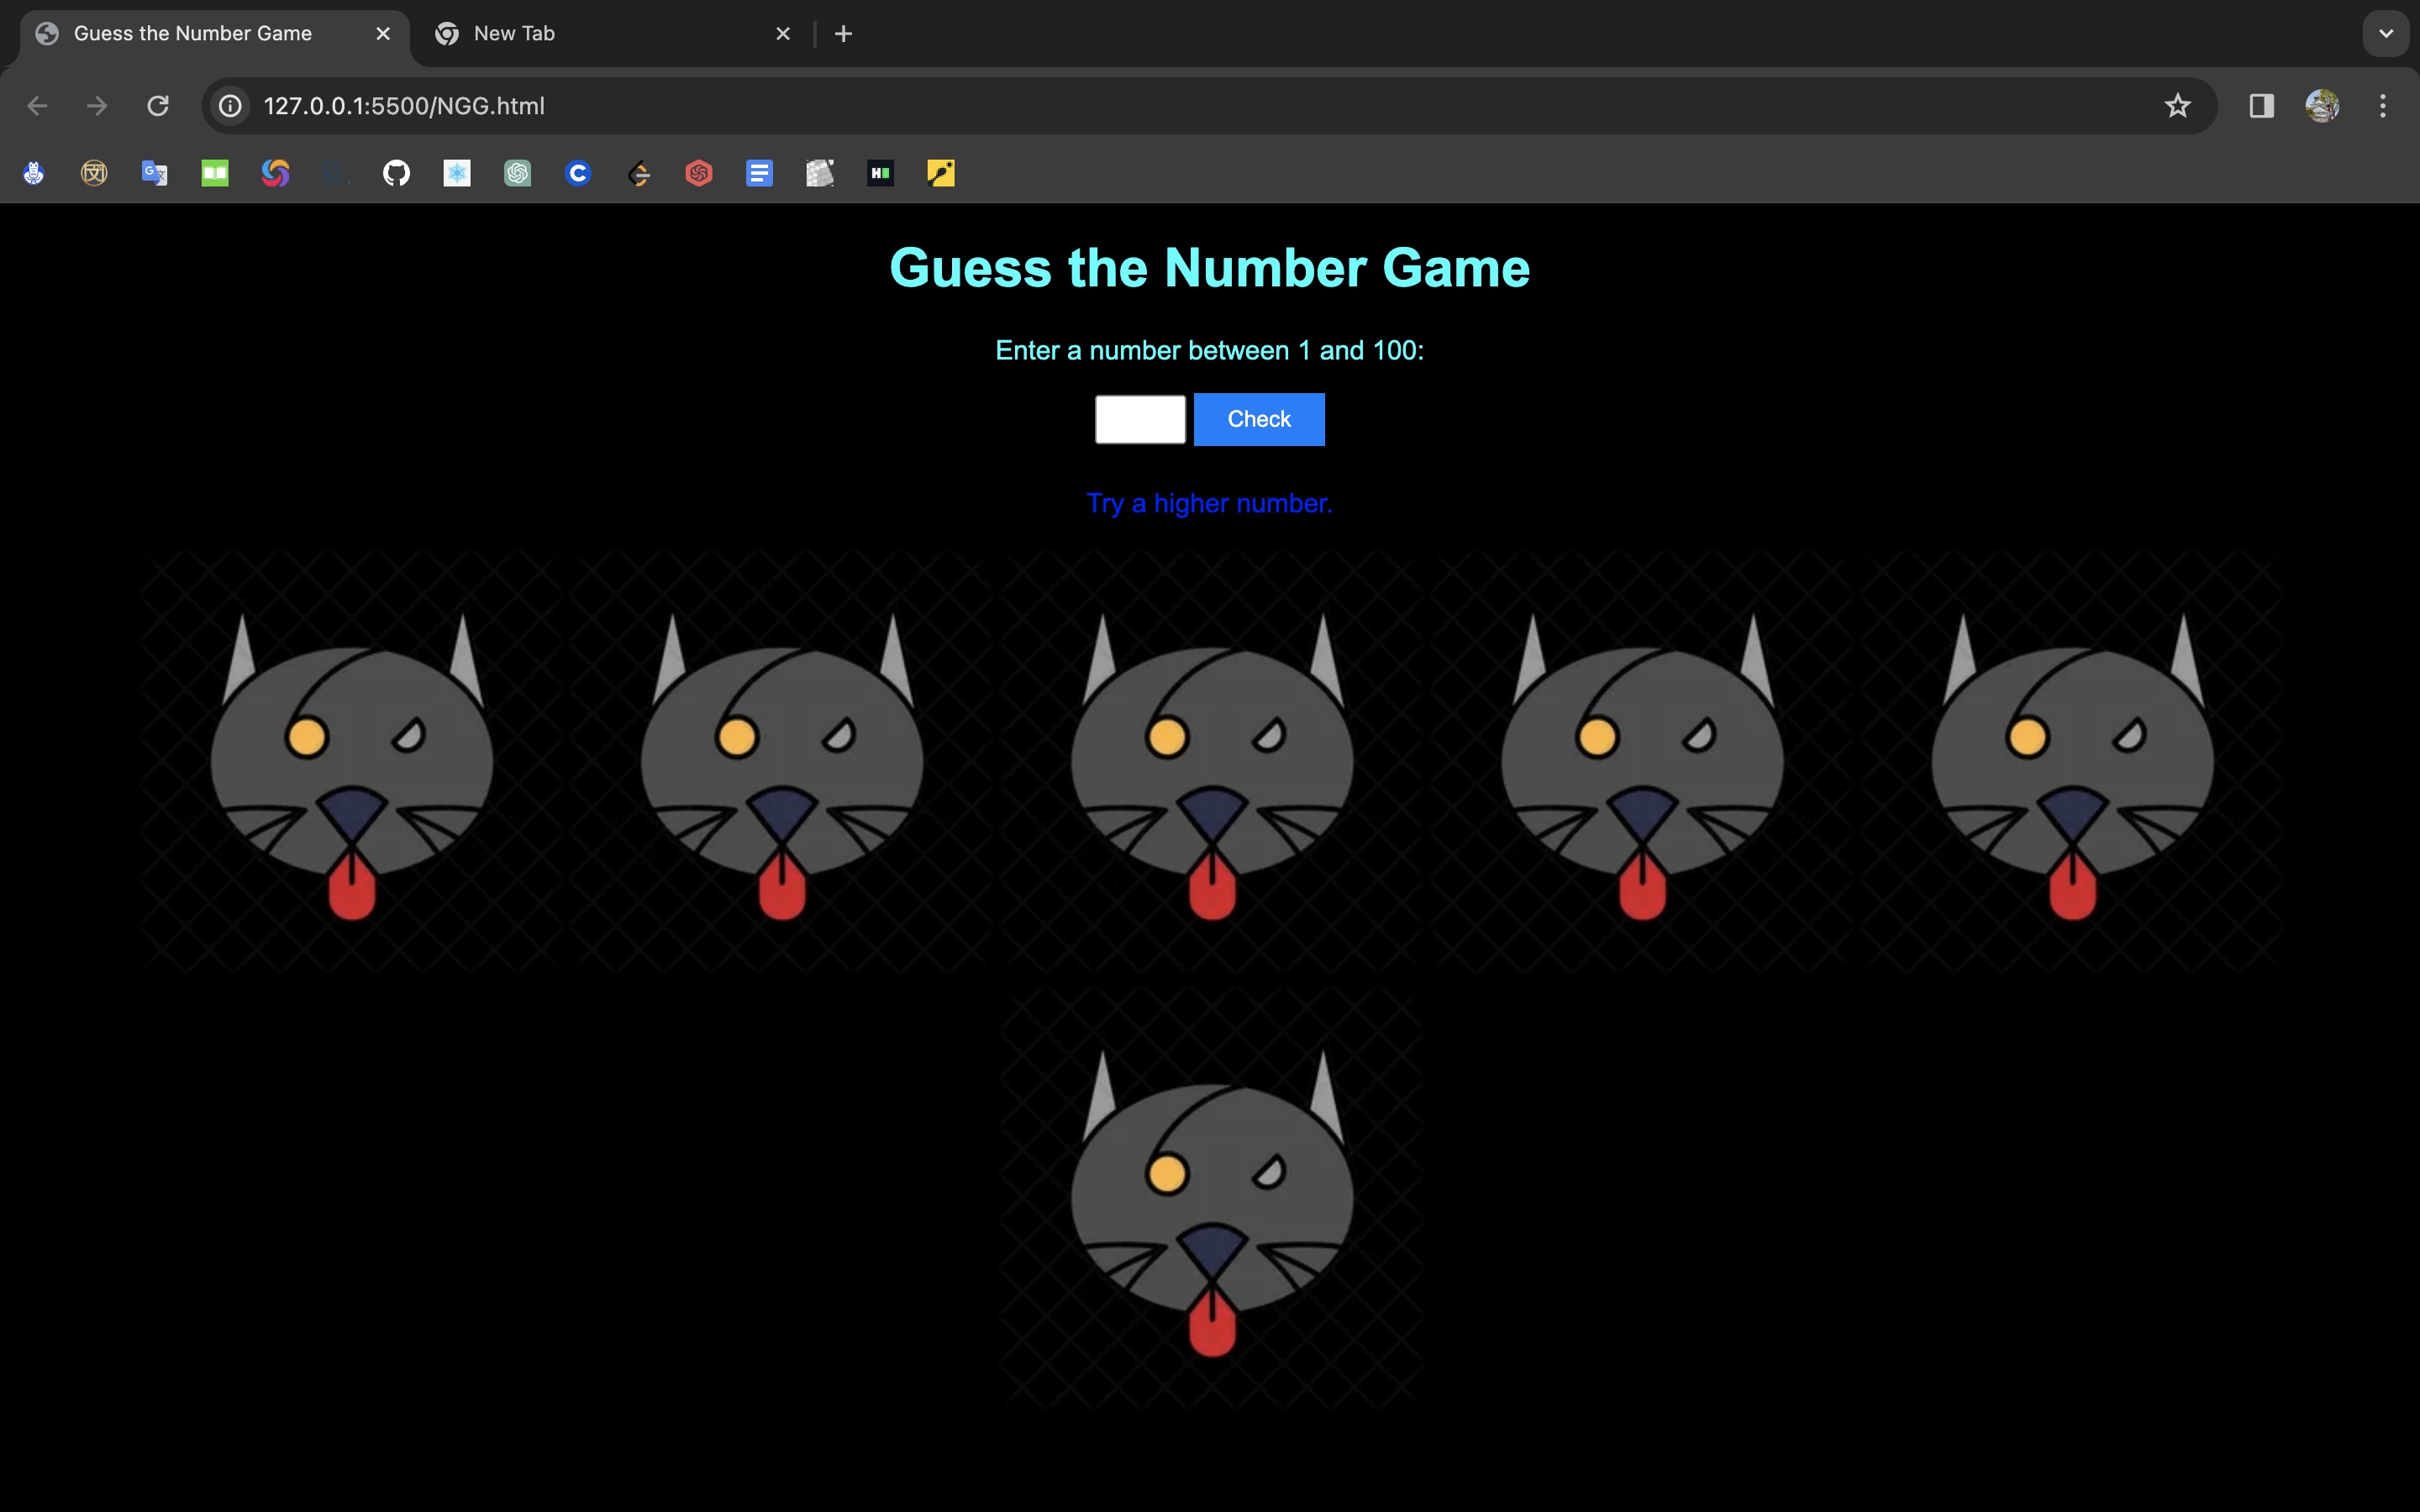 Guess the Number Game
New Tab
127.0.0.1:5500/NGG.html
Guess the Number Game
Enter a number between 1 and 100:
Check
Try a higher number.